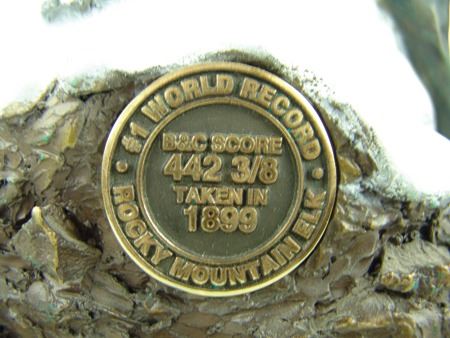 #1 WORLD RECORD
B&C SCORE
442 3/8
TAKEN IN
1899
ROCKY MOUNTAIN ELK